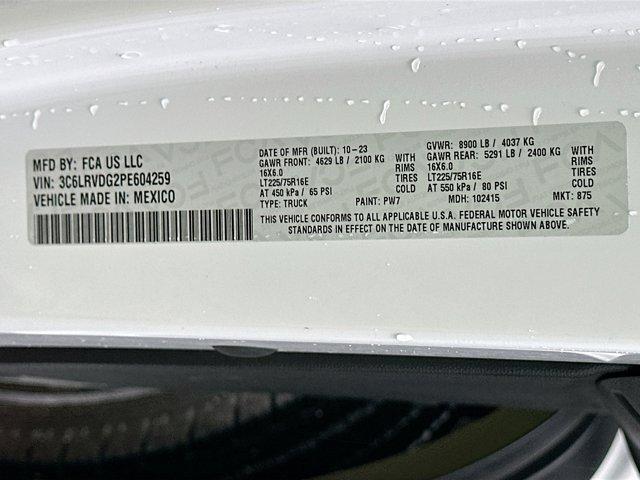 MFD BY: FCA US LLC
VIN: 3C6LRVDG2PE604259
VEHICLE MADE IN: MEXICO
DATE OF MFR (BUILT): 10-23
GAWR FRONT: 4629 LB / 2100 KG WITH
16X6.0 RIMS
LT225/75R16E TIRES
AT 450 kPa / 65 PSI COLD
TYPE: TRUCK PAINT: PW7
GVWR: 8900 LB / 4037 KG
GAWR REAR: 5291 LB / 2400 KG WITH
16X6.0 RIMS
LT225/75R16E TIRES
AT 550 kPa / 80 PSI COLD
MDH: 102415 MKT: 875
THIS VEHICLE CONFORMS TO ALL APPLICABLE U.S.A. FEDERAL MOTOR VEHICLE SAFETY
STANDARDS IN EFFECT ON THE DATE OF MANUFACTURE SHOWN ABOVE.